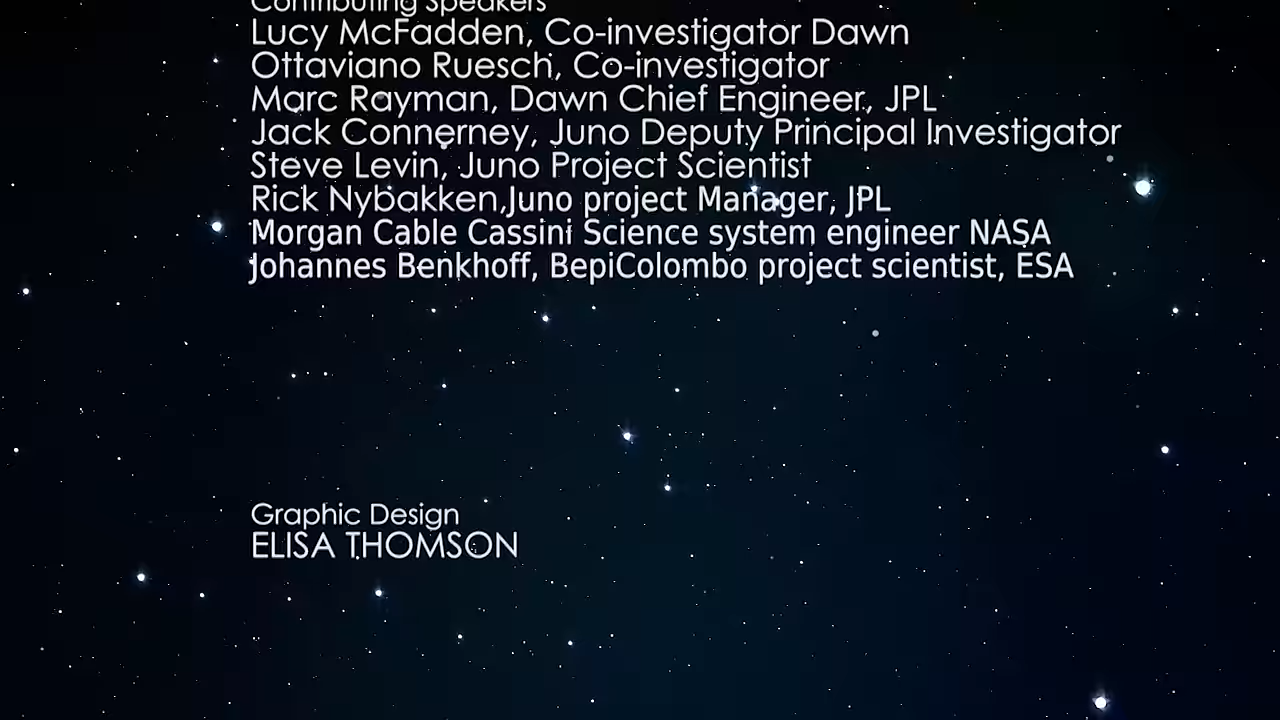 Contributing Speakers
Lucy McFadden, Co-investigator Dawn
Ottaviano Ruesch, Co-investigator
Marc Rayman, Dawn Chief Engineer, JPL
Jack Connerney, Juno Deputy Principal Investigator
Steve Levin, Juno Project Scientist
Rick Nybakken,Juno project Manager, JPL
Morgan Cable Cassini Science system engineer NASA
Johannes Benkhoff, BepiColombo project scientist, ESA
Graphic Design
ELISA THOMSON